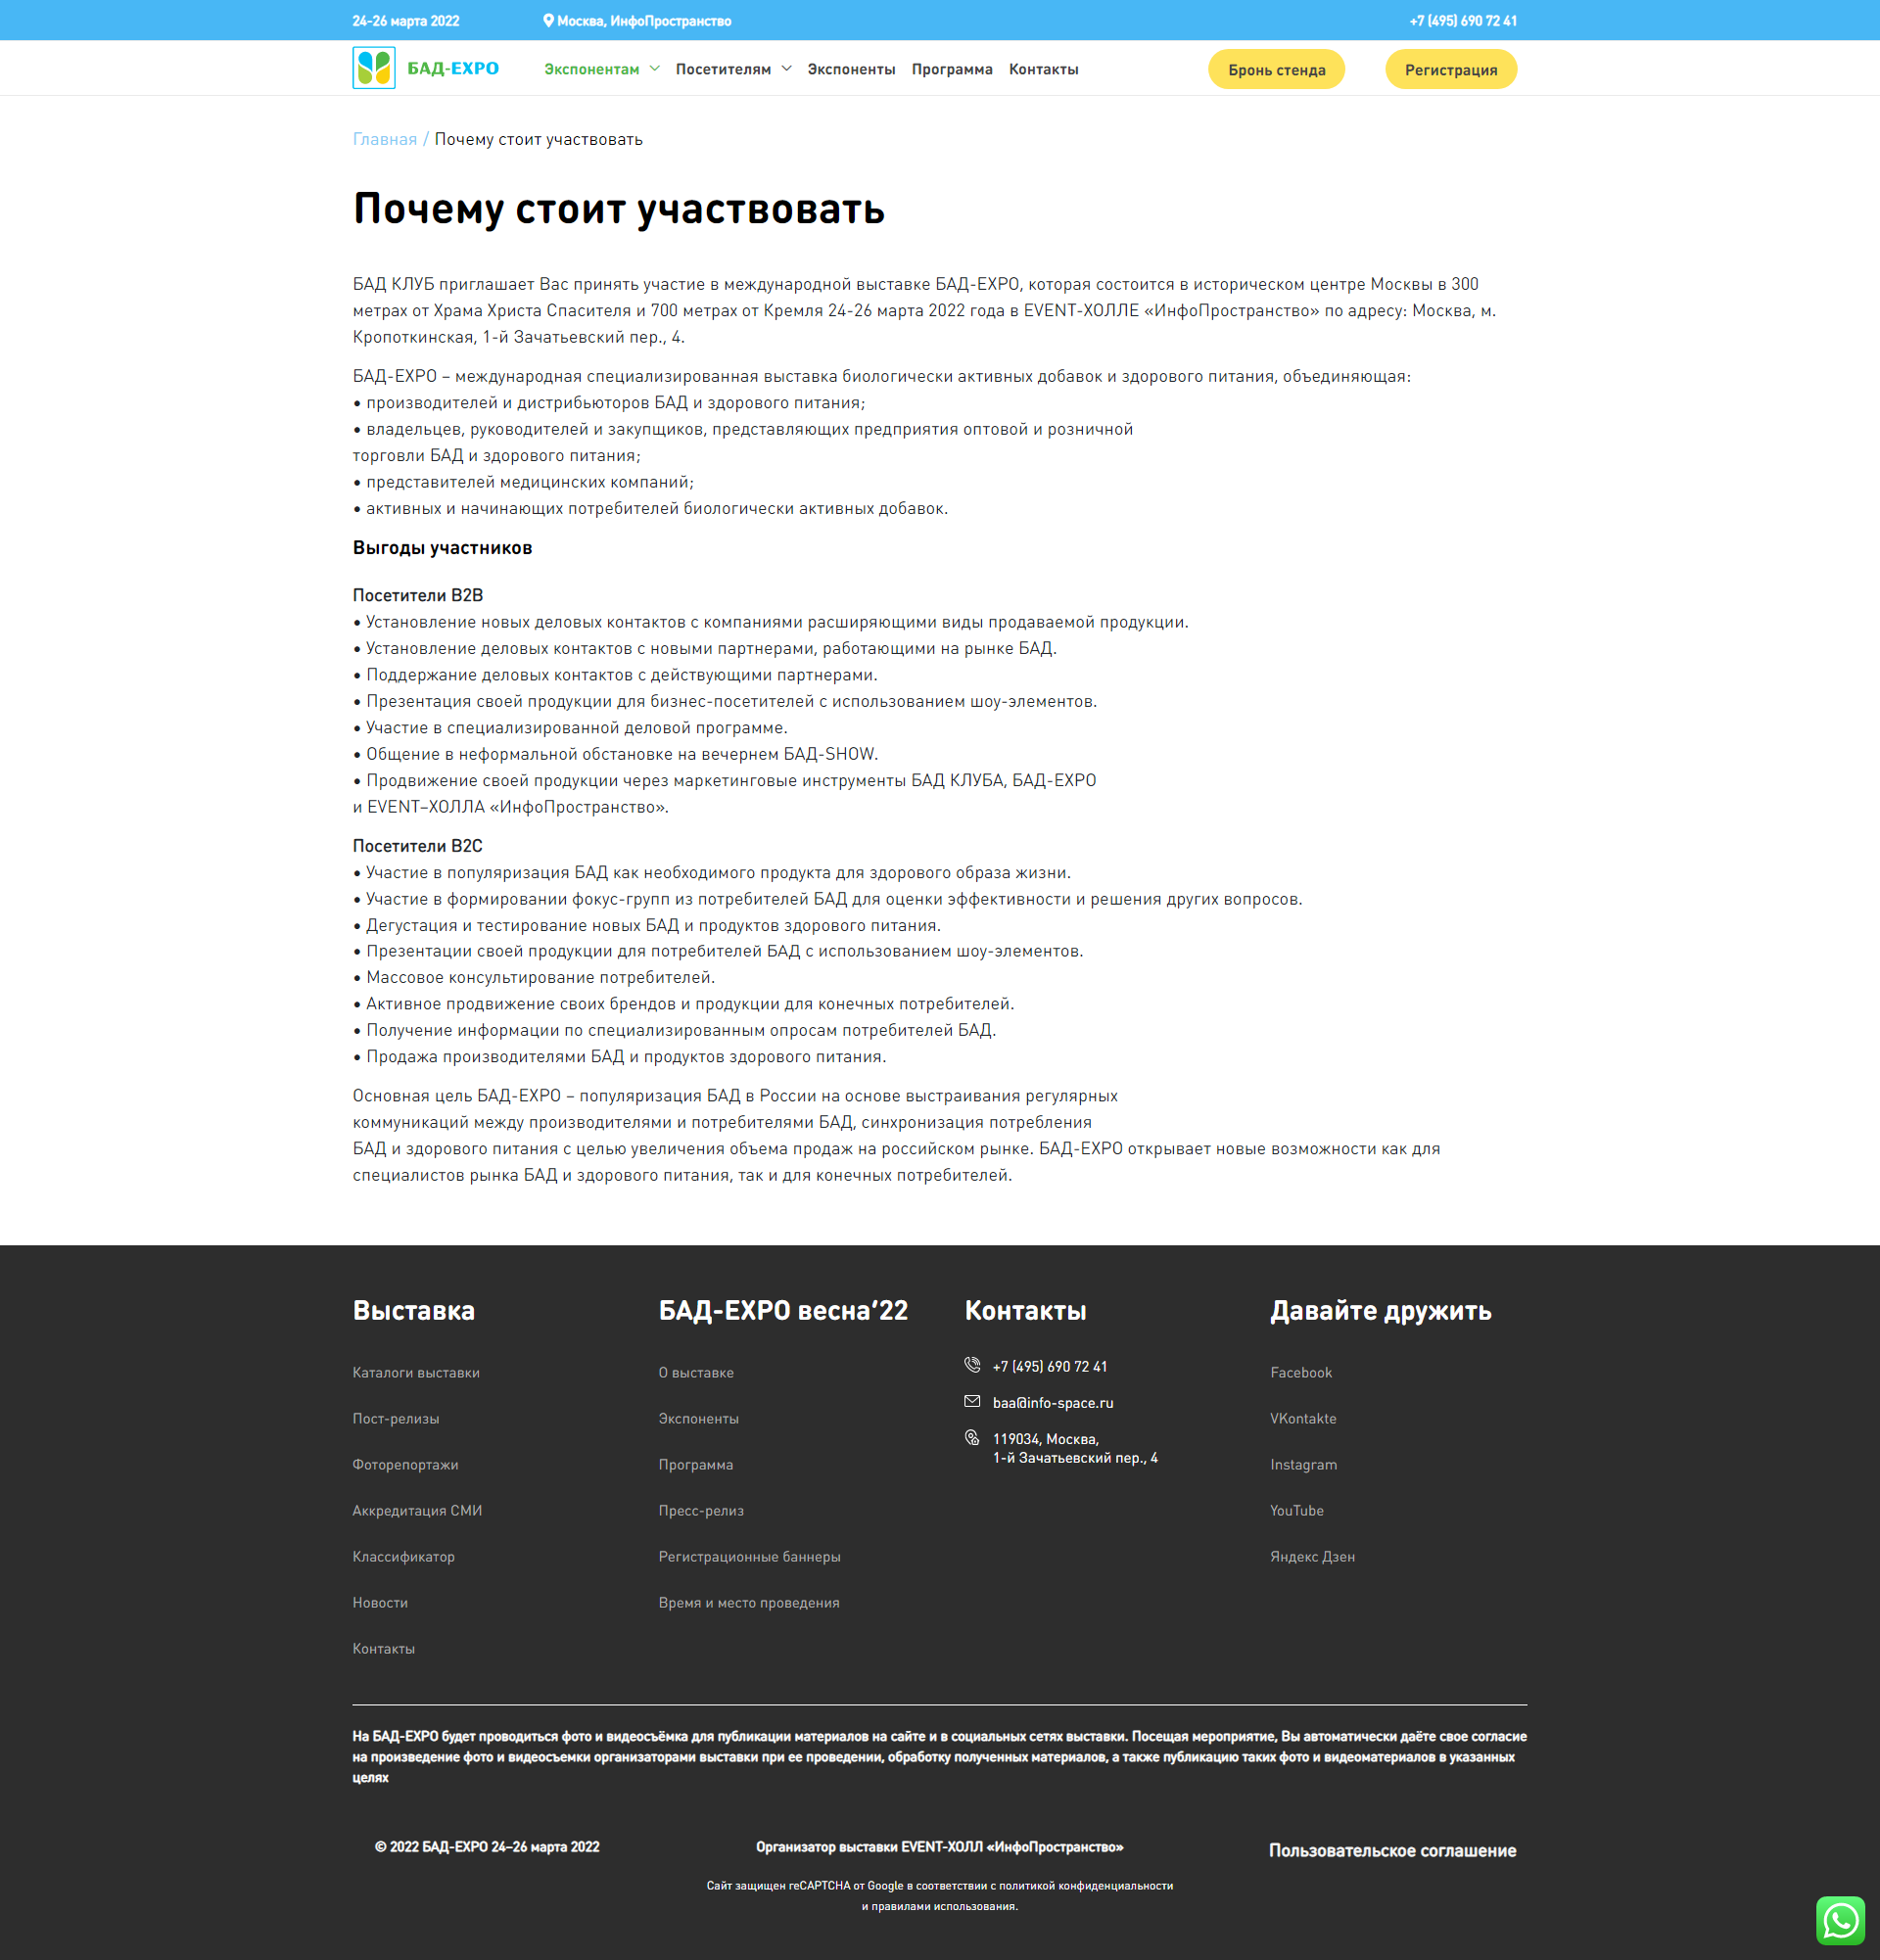 24-26 марта 2022
Москва, ИнфоПространство
+7 (495) 690 72 41
БАД-EXPO
Экспонентам
Посетителям
Экспоненты
Программа
Контакты
Бронь стенда
Регистрация
Главная / Почему стоит участвовать
Почему стоит участвовать
БАД КЛУБ приглашает Вас принять участие в международной выставке БАД-EXPO, которая состоится в историческом центре Москвы в 300
метрах от Храма Христа Спасителя и 700 метрах от Кремля 24-26 марта 2022 года в EVENT-ХОЛЛЕ «ИнфоПространство» по адресу: Москва, м.
Кропоткинская, 1-й Зачатьевский пер., 4.
БАД-EXPO – международная специализированная выставка биологически активных добавок и здорового питания, объединяющая:
• производителей и дистрибьюторов БАД и здорового питания;
• владельцев, руководителей и закупщиков, представляющих предприятия оптовой и розничной
торговли БАД и здорового питания;
• представителей медицинских компаний;
• активных и начинающих потребителей биологически активных добавок.
Выгоды участников
Посетители B2B
• Установление новых деловых контактов с компаниями расширяющими виды продаваемой продукции.
• Установление деловых контактов с новыми партнерами, работающими на рынке БАД.
• Поддержание деловых контактов с действующими партнерами.
• Презентация своей продукции для бизнес-посетителей с использованием шоу-элементов.
• Участие в специализированной деловой программе.
• Общение в неформальной обстановке на вечернем БАД-SHOW.
• Продвижение своей продукции через маркетинговые инструменты БАД КЛУБА, БАД-EXPO
и EVENT–ХОЛЛА «ИнфоПространство».
Посетители B2C
• Участие в популяризация БАД как необходимого продукта для здорового образа жизни.
• Участие в формировании фокус-групп из потребителей БАД для оценки эффективности и решения других вопросов.
• Дегустация и тестирование новых БАД и продуктов здорового питания.
• Презентации своей продукции для потребителей БАД с использованием шоу-элементов.
• Массовое консультирование потребителей.
• Активное продвижение своих брендов и продукции для конечных потребителей.
• Получение информации по специализированным опросам потребителей БАД.
• Продажа производителями БАД и продуктов здорового питания.
Основная цель БАД-EXPO – популяризация БАД в России на основе выстраивания регулярных
коммуникаций между производителями и потребителями БАД, синхронизация потребления
БАД и здорового питания с целью увеличения объема продаж на российском рынке. БАД-EXPO открывает новые возможности как для
специалистов рынка БАД и здорового питания, так и для конечных потребителей.
Выставка
Каталоги выставки
Пост-релизы
Фоторепортажи
Аккредитация СМИ
Классификатор
Новости
Контакты
БАД-EXPO весна’22
О выставке
Экспоненты
Программа
Пресс-релиз
Регистрационные баннеры
Время и место проведения
Контакты
+7 (495) 690 72 41
baa@info-space.ru
119034, Москва,
1-й Зачатьевский пер., 4
Давайте дружить
Facebook
VKontakte
Instagram
YouTube
Яндекс Дзен
На БАД-EXPO будет проводиться фото и видеосъёмка для публикации материалов на сайте и в социальных сетях выставки. Посещая мероприятие, Вы автоматически даёте свое согласие
на произведение фото и видеосъемки организаторами выставки при ее проведении, обработку полученных материалов, а также публикацию таких фото и видеоматериалов в указанных
целях
© 2022 БАД-EXPO 24–26 марта 2022
Организатор выставки EVENT-ХОЛЛ «ИнфоПространство»
Пользовательское соглашение
Сайт защищен reCAPTCHA от Google в соответствии с политикой конфиденциальности
и правилами использования.